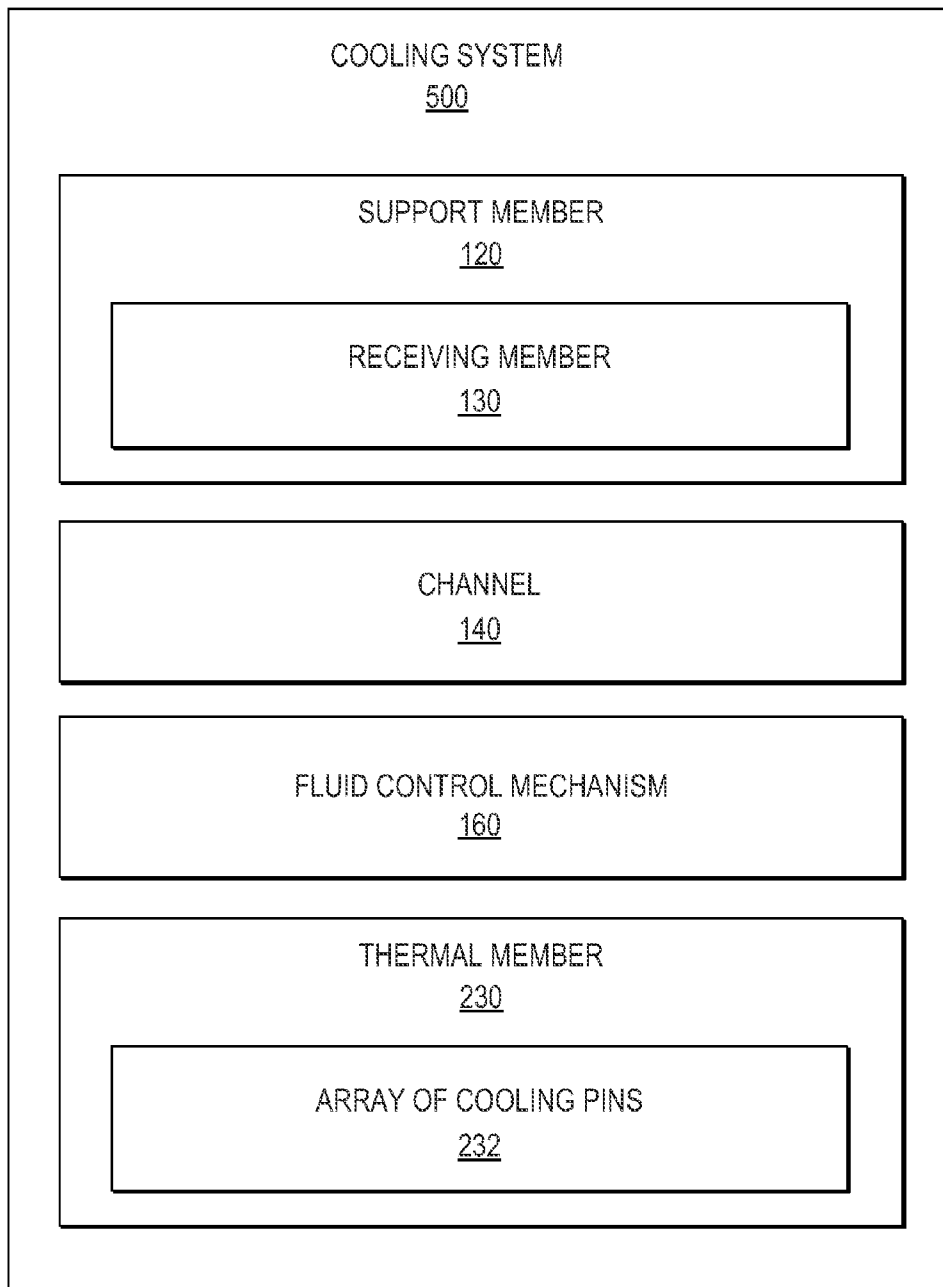 COOLING SYSTEM
500
SUPPORT MEMBER
120
RECEIVING MEMBER
130
CHANNEL
140
FLUID CONTROL MECHANISM
160
THERMAL MEMBER
230
ARRAY OF COOLING PINS
232